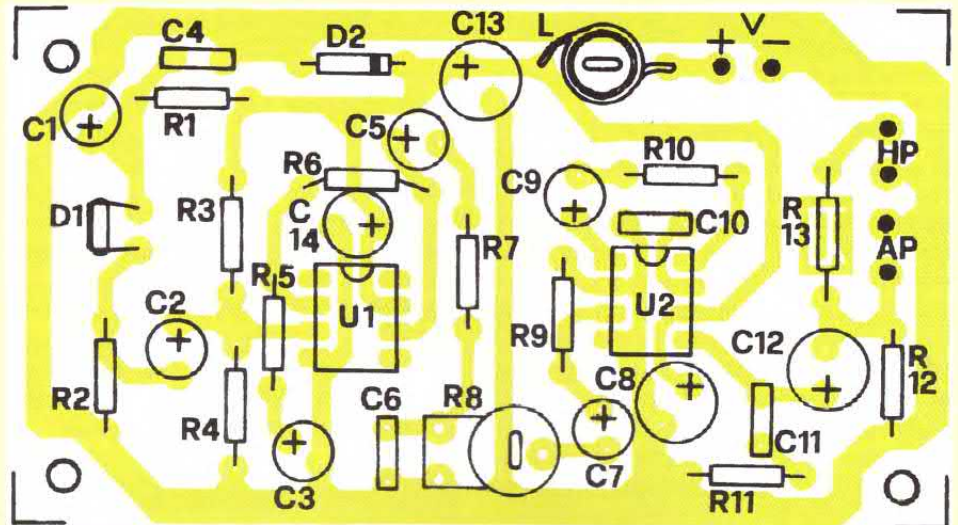 C4
D2
C13
L
+ V −
C1
+
R1
C5
+
+
HP
R6
R10
C9
+
D1
R3
C
14
+
C10
R
13
AP
R7
R5
U1
U2
C2
+
R9
C12
+
R2
R4
C6
R8
C8
+
R
12
C3
+
C7
+
C11
R11